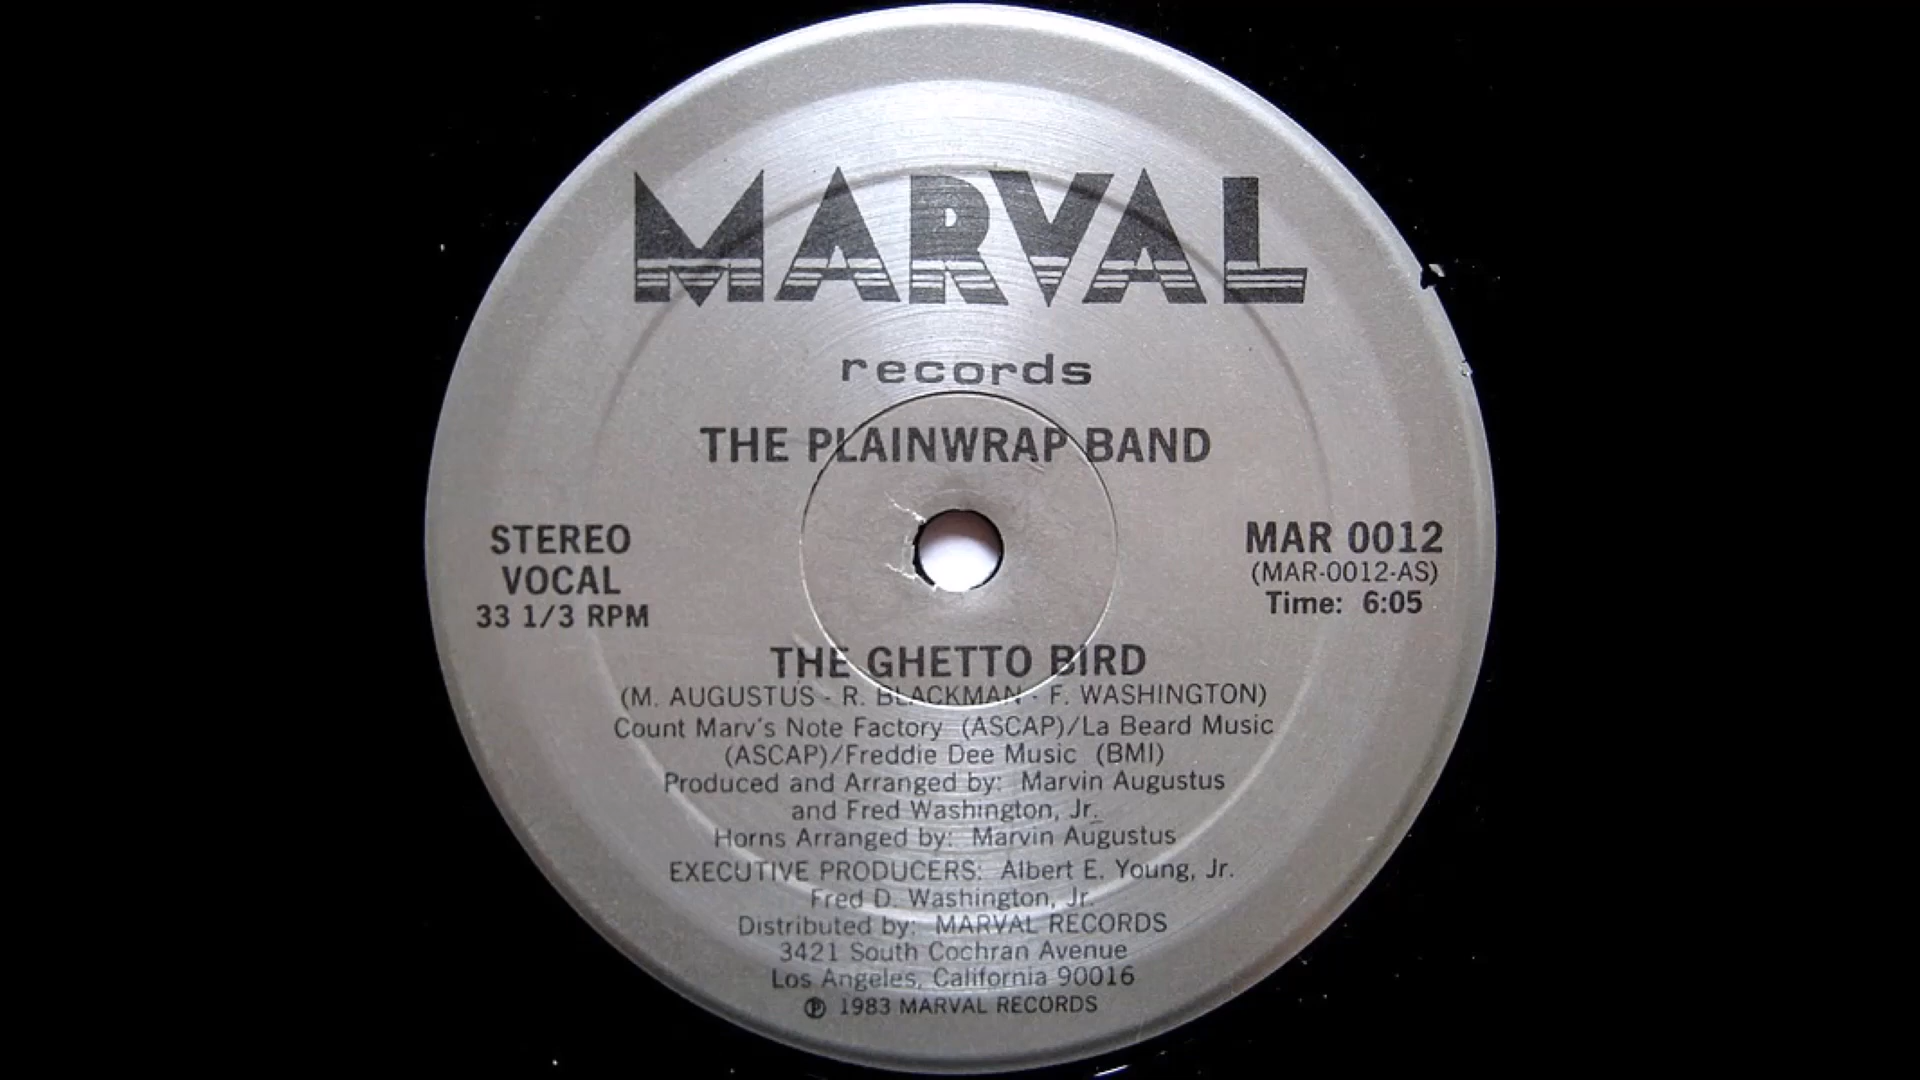 MARVAL
records
THE PLAINWRAP BAND
STEREO
VOCAL
33 1/3 RPM
MAR 0012
(MAR-0012-AS)
Time: 6:05
THE GHETTO BIRD
(M. AUGUSTUS - R. BLACKMAN - F. WASHINGTON)
Count Marv's Note Factory (ASCAP)/La Beard Music
(ASCAP)/Freddie Dee Music (BMI)
Produced and Arranged by: Marvin Augustus
and Fred Washington, Jr.
Horns Arranged by: Marvin Augustus
EXECUTIVE PRODUCERS: Albert E. Young, Jr.
Fred D. Washington, Jr.
Distributed by: MARVAL RECORDS
3421 South Cochran Avenue
Los Angeles, California 90016
Ⓟ 1983 MARVAL RECORDS